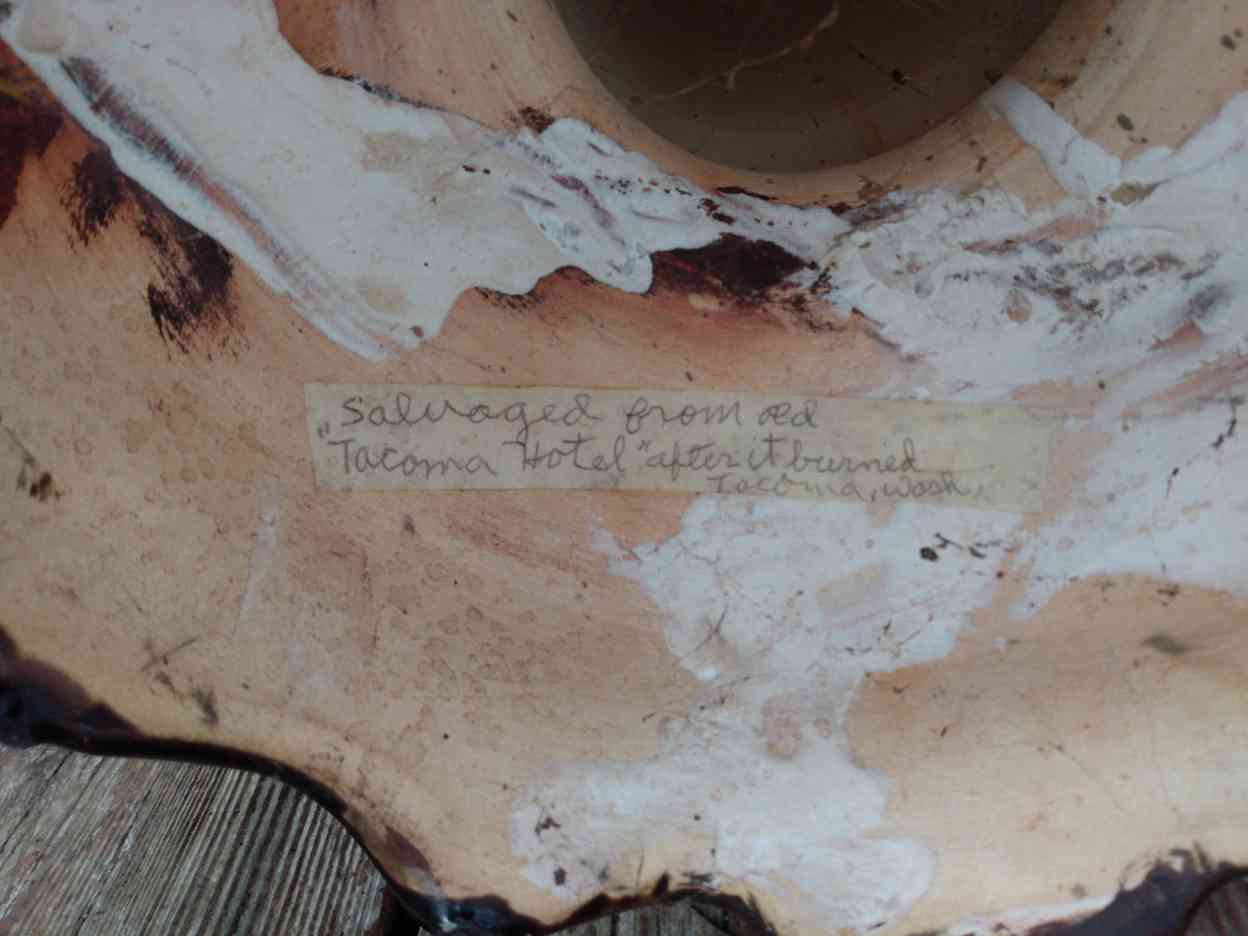 Salvaged from old
"Tacoma Hotel" after it burned
Tacoma, Wash.